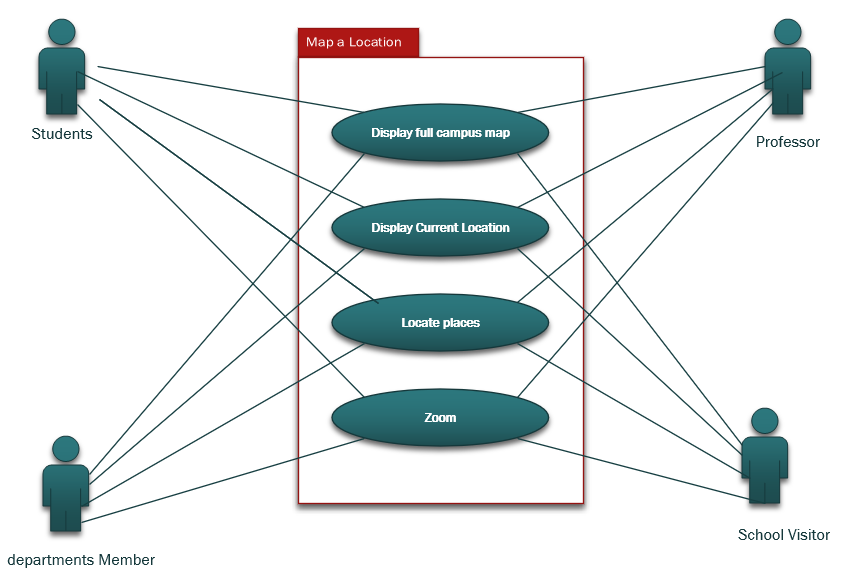 Map a Location
Students
Professor
Display full campus map
Display Current Location
Locate places
Zoom
departments Member
School Visitor